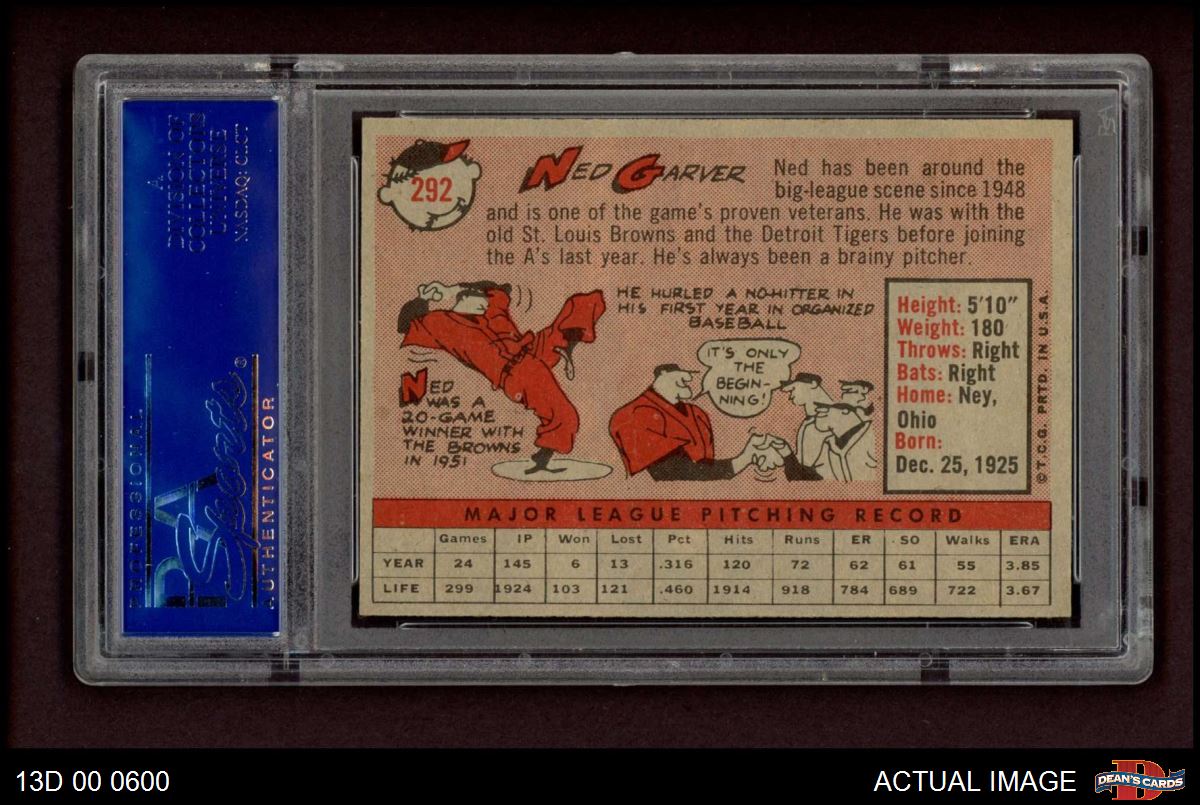 A
DIVISION OF
COLLECTORS
UNIVERSE
NASDAQ: CLCT
PROFESSIONAL
PSA
Sports®
AUTHENTICATOR
292
NED GARVER
Ned has been around the
big-league scene since 1948
and is one of the game's proven veterans. He was with the
old St. Louis Browns and the Detroit Tigers before joining
the A's last year. He's always been a brainy pitcher.
HE HURLED A NO-HITTER IN
HIS FIRST YEAR IN ORGANIZED
BASEBALL
NED
WAS A
20-GAME
WINNER WITH
THE BROWNS
IN 1951
IT'S ONLY
THE
BEGIN-
NING!
Height: 5'10"
Weight: 180
Throws: Right
Bats: Right
Home: Ney,
Ohio
Born:
Dec. 25, 1925
© T.C.G. PRTD. IN U.S.A.
MAJOR LEAGUE PITCHING RECORD
Games IP Won Lost Pct Hits Runs ER SO Walks ERA
YEAR 24 145 6 13 .316 120 72 62 61 55 3.85
LIFE 299 1924 103 121 .460 1914 918 784 689 722 3.67
13D 00 0600
ACTUAL IMAGE
D
DEAN'S CARDS